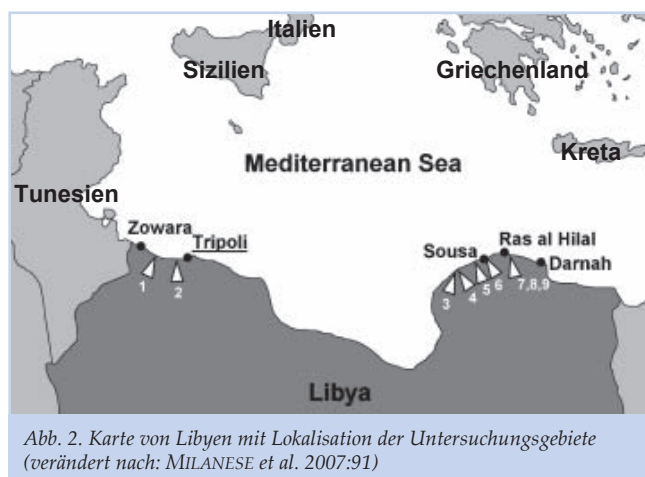 Italien
Sizilien
Griechenland
Kreta
Mediterranean Sea
Tunesien
Zowara
Tripoli
Ras al Hilal
Sousa
Darnah
1
2
3
4
5
6
7,8,9
Libya
Abb. 2. Karte von Libyen mit Lokalisation der Untersuchungsgebiete
(verändert nach: MILANESE et al. 2007:91)